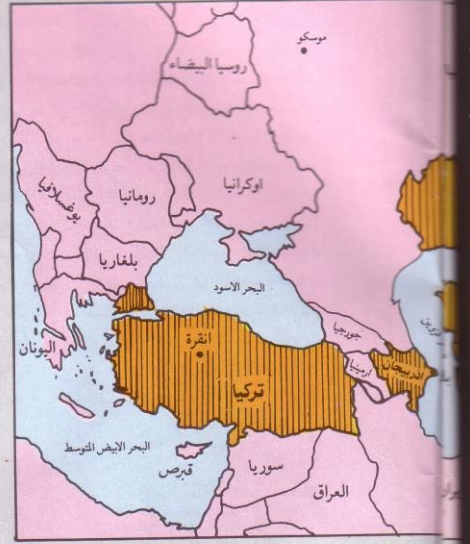 موسكو
روسيا البيضاء
اوكرانيا
رومانيا
يوغسلافيا
بلغاريا
البحر الاسود
جورجيا
ارمينيا
اذربيجان
انقرة
تركيا
اليونان
البحر الابيض المتوسط
قبرص
سوريا
العراق